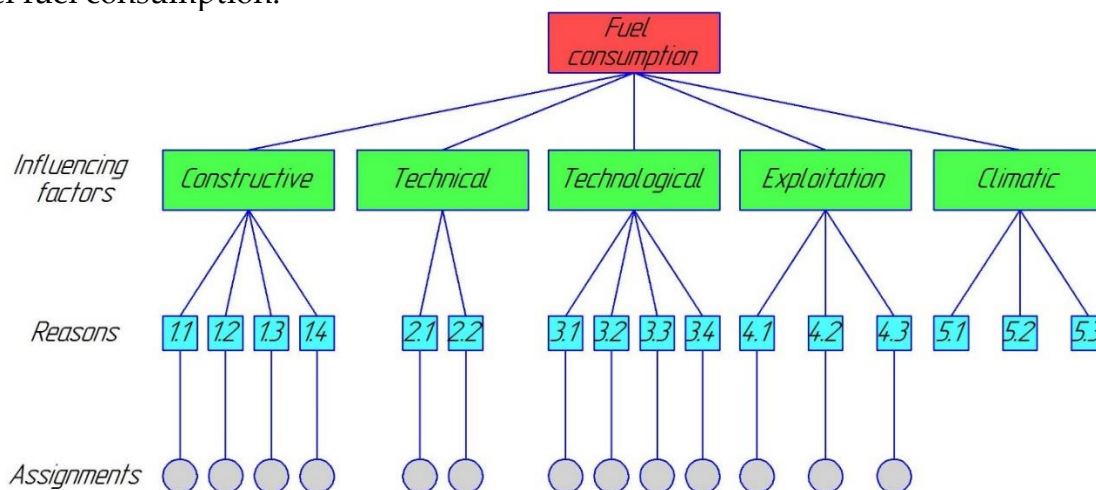 fuel consumption.
Fuel
consumption
Influencing
factors
Constructive
Technical
Technological
Exploitation
Climatic
Reasons
1.1
1.2
1.3
1.4
2.1
2.2
3.1
3.2
3.3
3.4
4.1
4.2
4.3
5.1
5.2
5.3
Assignments